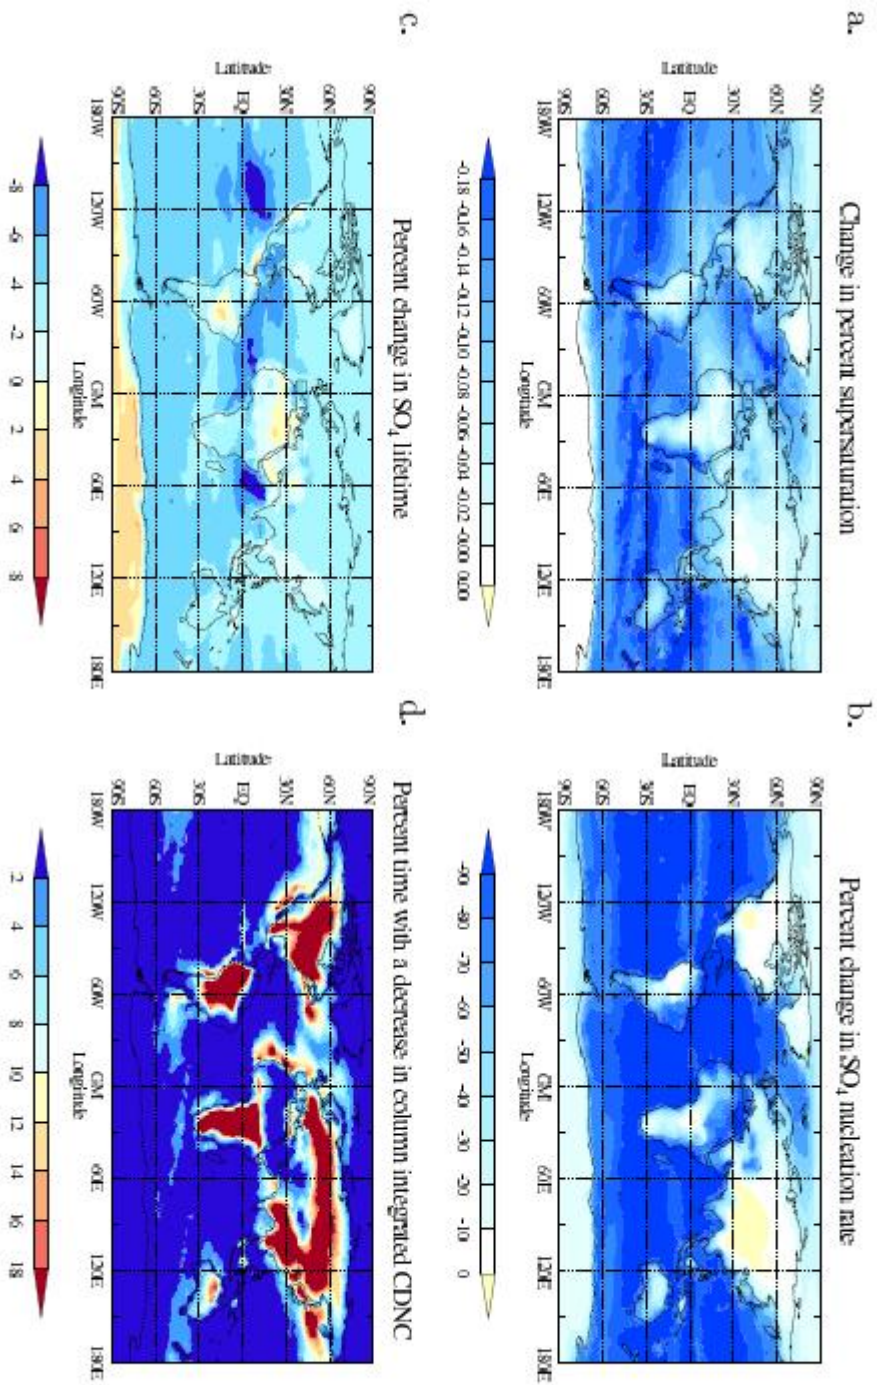 a.
Change in percent supersaturation
Latitude
90N
60N
30N
EQ
30S
60S
90S
180W 120W 60W GM 60E 120E 180E
Longitude
-0.18 -0.16 -0.14 -0.12 -0.10 -0.08 -0.06 -0.04 -0.02 -0.00 0.00
b.
Percent change in SO4 nucleation rate
Latitude
90N
60N
30N
EQ
30S
60S
90S
180W 120W 60W GM 60E 120E 180E
Longitude
-90 -80 -70 -60 -50 -40 -30 -20 -10 0
c.
Percent change in SO4 lifetime
Latitude
90N
60N
30N
EQ
30S
60S
90S
180W 120W 60W GM 60E 120E 180E
Longitude
-8 -6 -4 -2 0 2 4 6 8
d.
Percent time with a decrease in column integrated CDNC
Latitude
90N
60N
30N
EQ
30S
60S
90S
180W 120W 60W GM 60E 120E 180E
Longitude
2 4 6 8 10 12 14 16 18